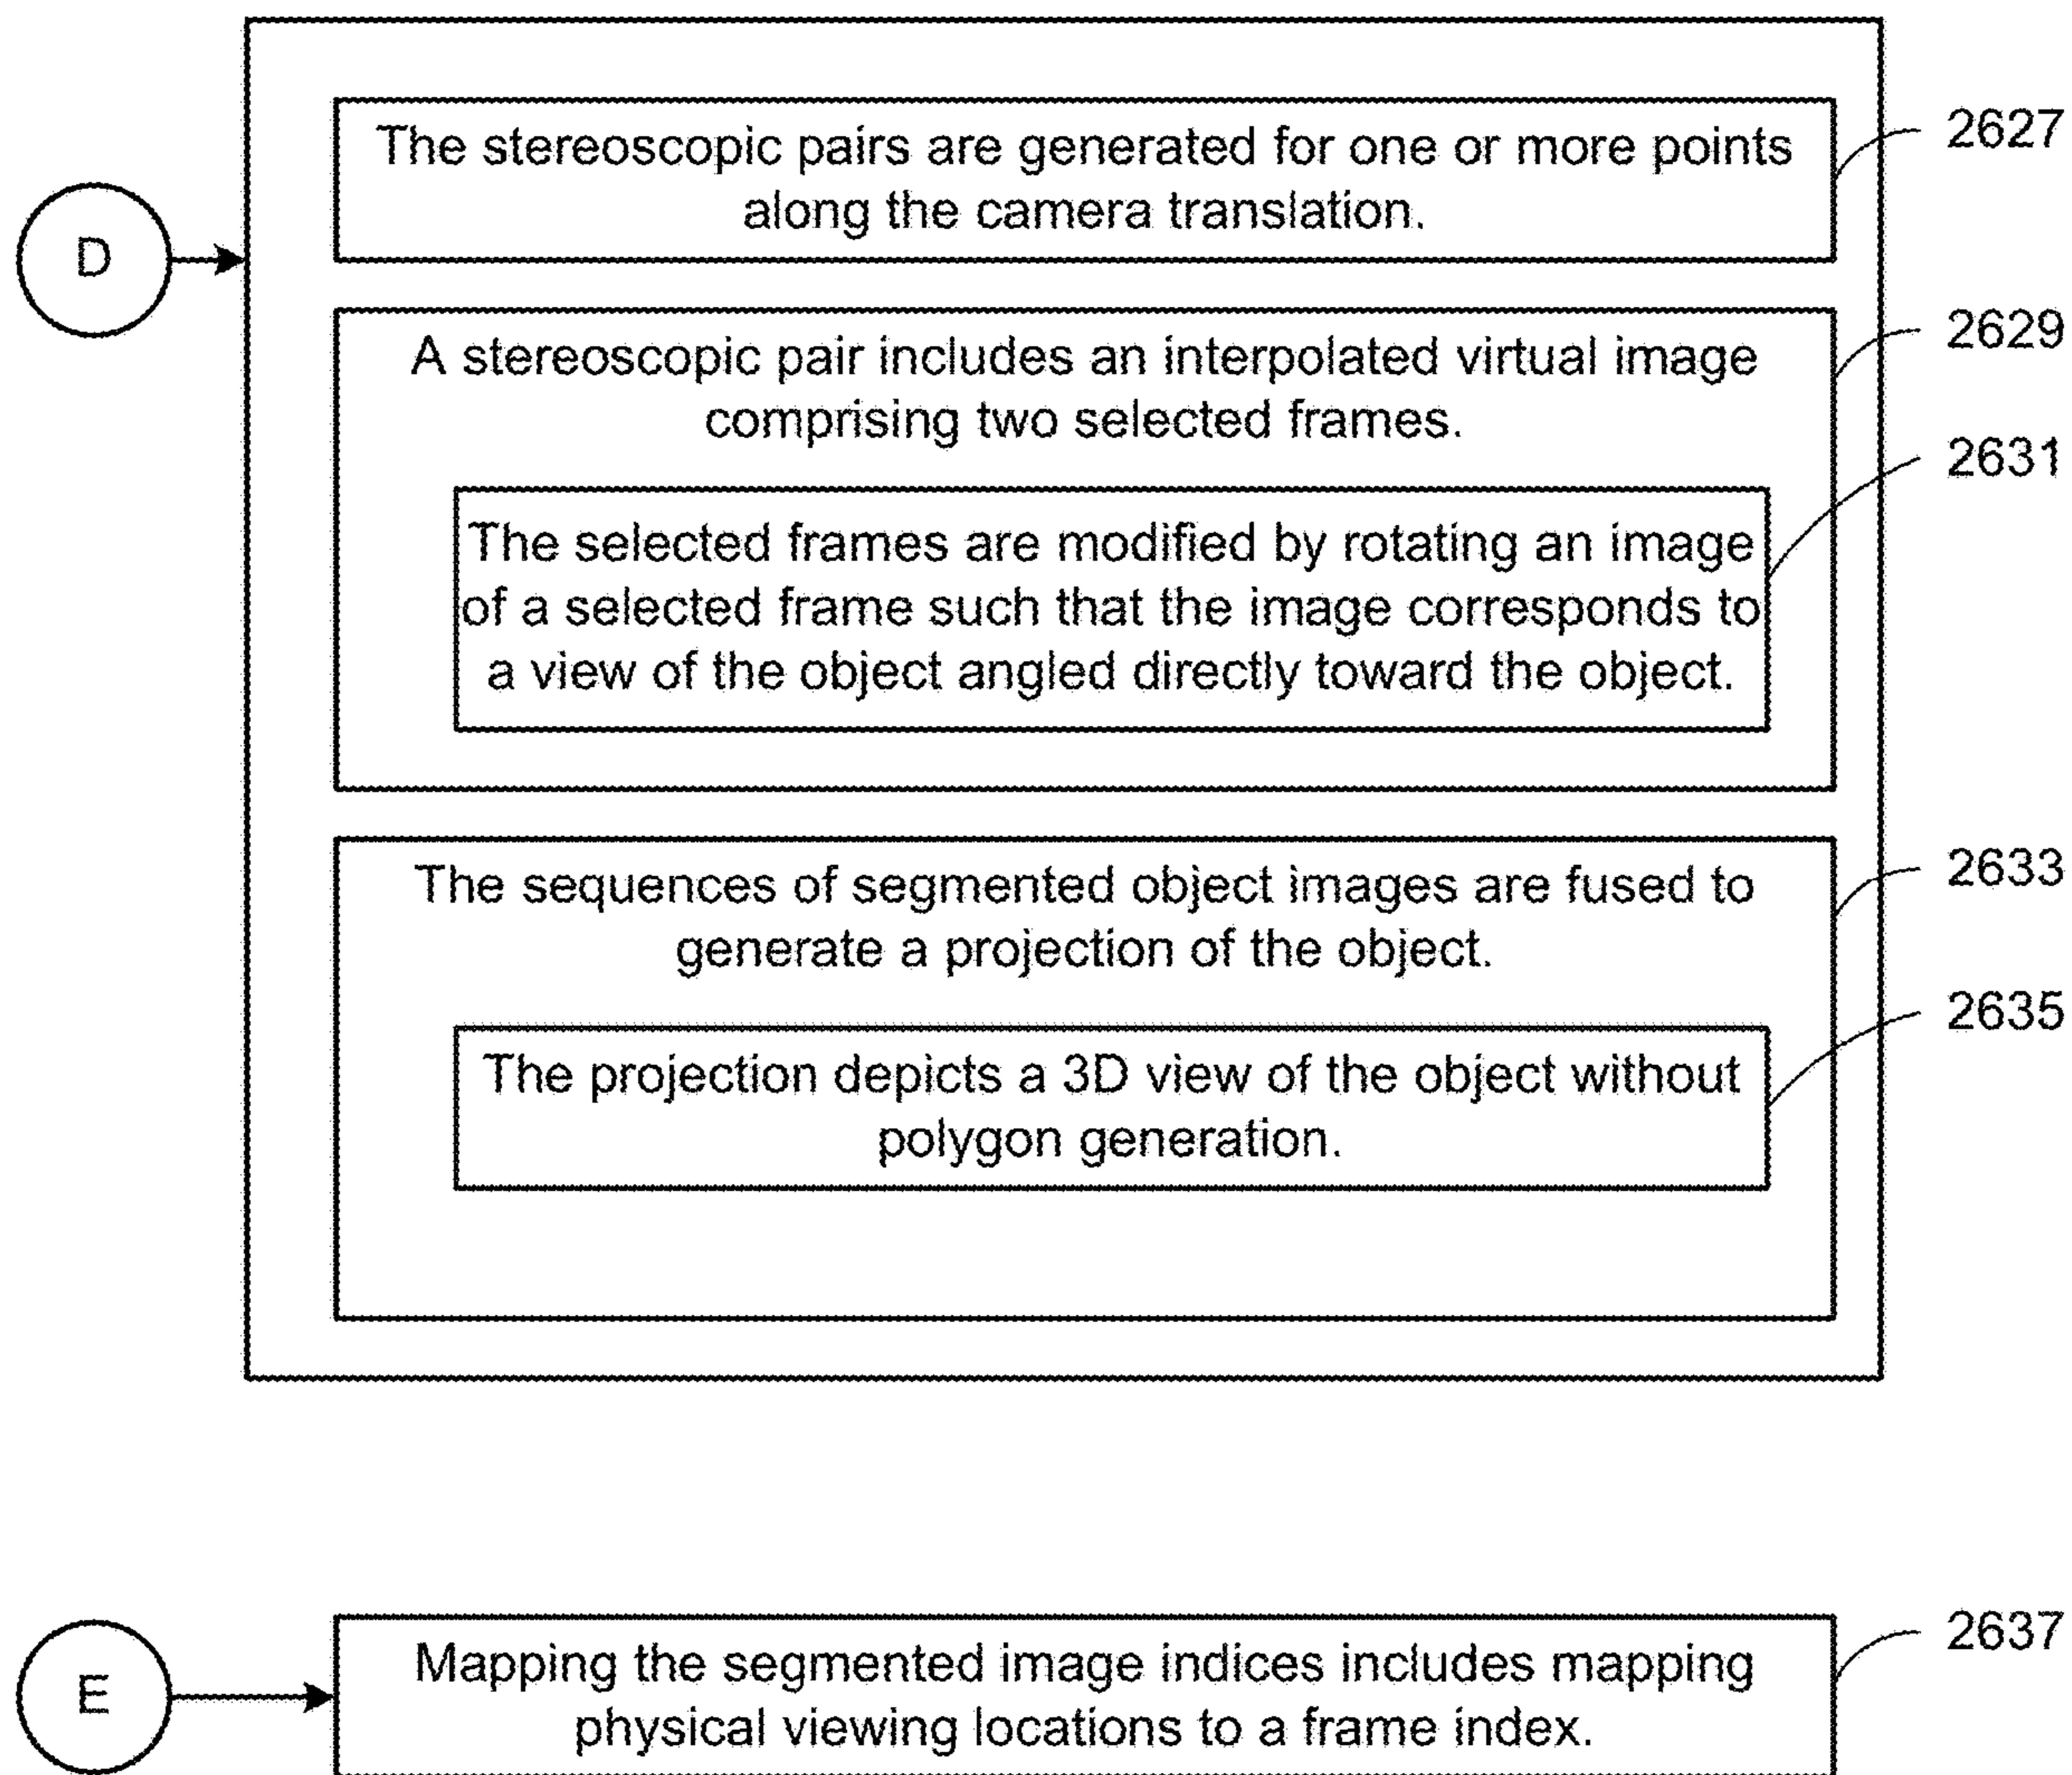 The stereoscopic pairs are generated for one or more points
along the camera translation.
2627
D
A stereoscopic pair includes an interpolated virtual image
comprising two selected frames.
2629
2631
The selected frames are modified by rotating an image
of a selected frame such that the image corresponds to
a view of the object angled directly toward the object.
The sequences of segmented object images are fused to
generate a projection of the object.
2633
2635
The projection depicts a 3D view of the object without
polygon generation.
E
Mapping the segmented image indices includes mapping
physical viewing locations to a frame index.
2637